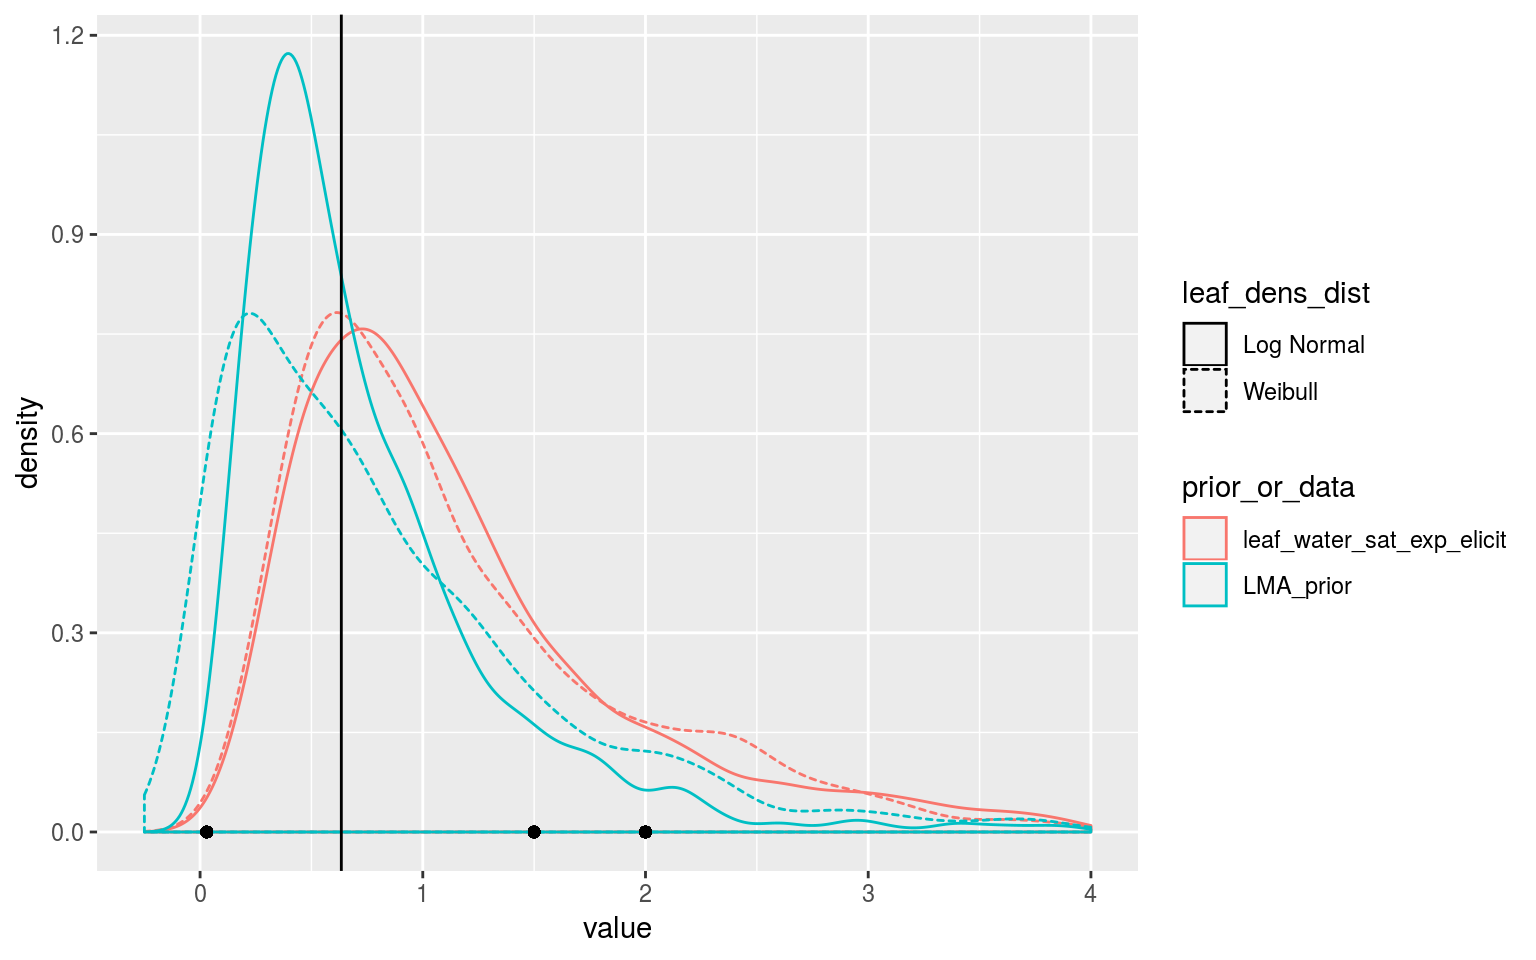 1.2
0.9
0.6
0.3
0.0
density
0 1 2 3 4
value
leaf_dens_dist
Log Normal
Weibull
prior_or_data
leaf_water_sat_exp_elicit
LMA_prior